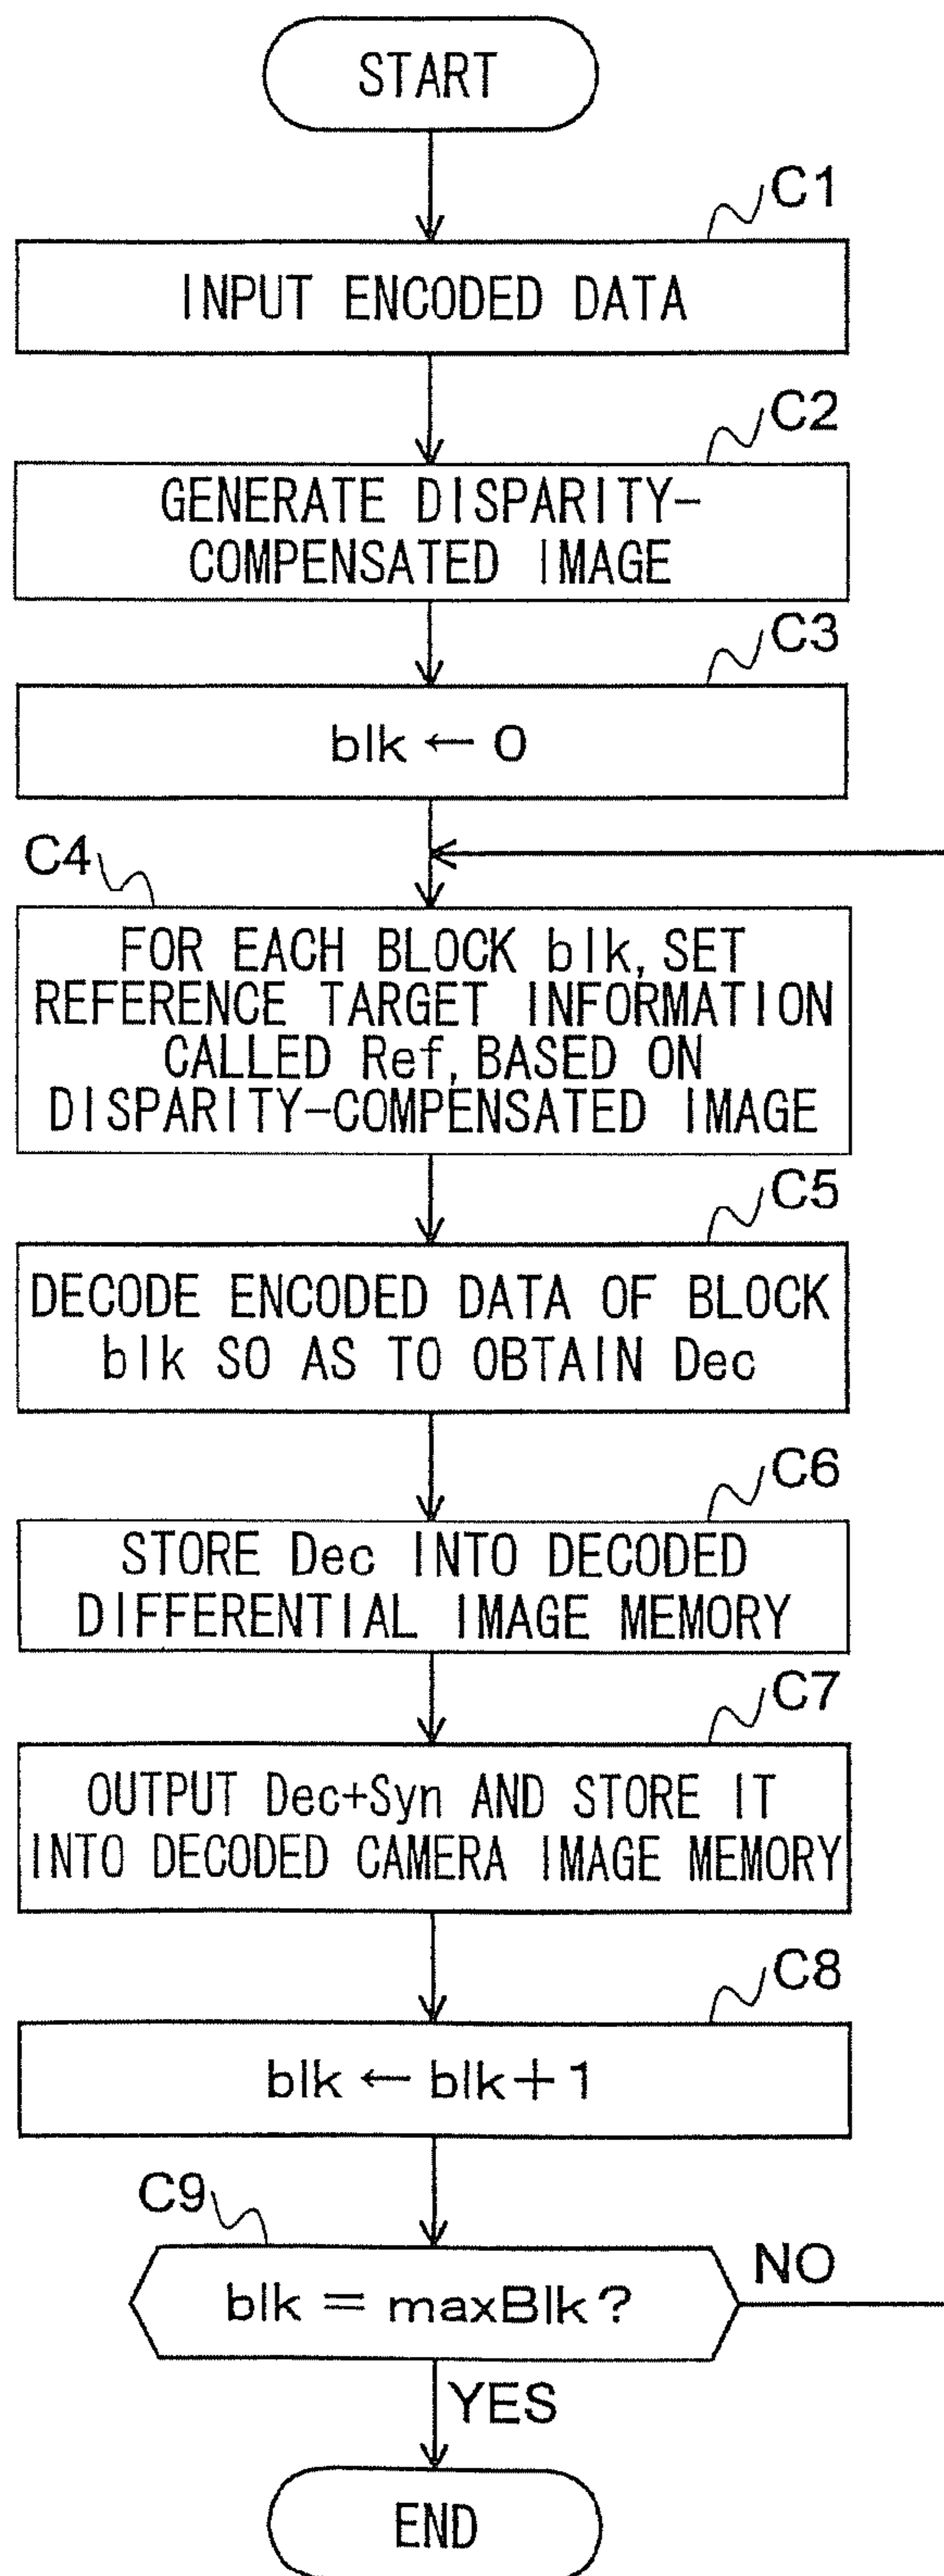 START
C1
INPUT ENCODED DATA
C2
GENERATE DISPARITY-
COMPENSATED IMAGE
C3
blk ← 0
C4
FOR EACH BLOCK blk, SET
REFERENCE TARGET INFORMATION
CALLED Ref, BASED ON
DISPARITY-COMPENSATED IMAGE
C5
DECODE ENCODED DATA OF BLOCK
blk SO AS TO OBTAIN Dec
C6
STORE Dec INTO DECODED
DIFFERENTIAL IMAGE MEMORY
C7
OUTPUT Dec+Syn AND STORE IT
INTO DECODED CAMERA IMAGE MEMORY
C8
blk ← blk+1
C9
blk = maxBlk?
NO
YES
END